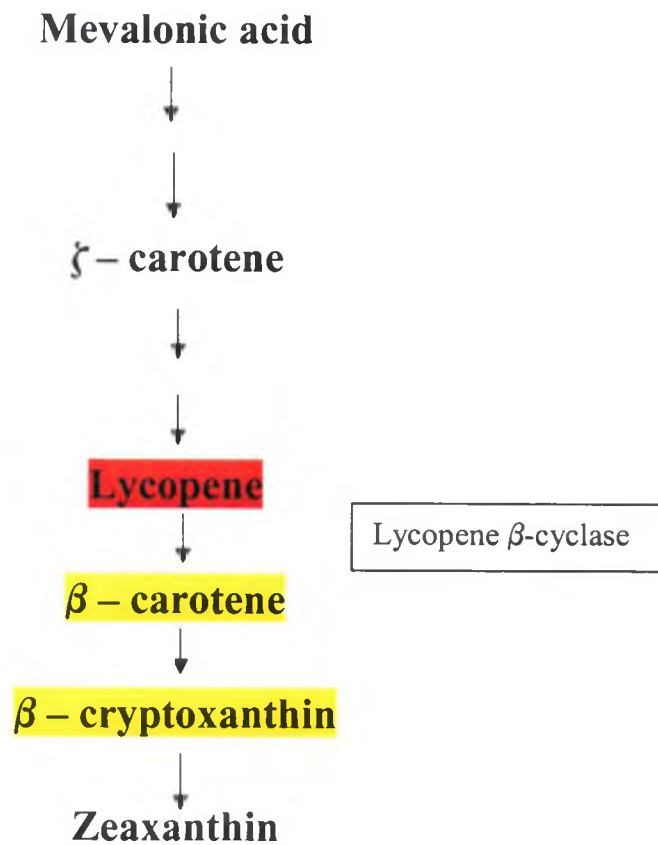 Mevalonic acid
ζ – carotene
Lycopene
Lycopene β-cyclase
β – carotene
β – cryptoxanthin
Zeaxanthin